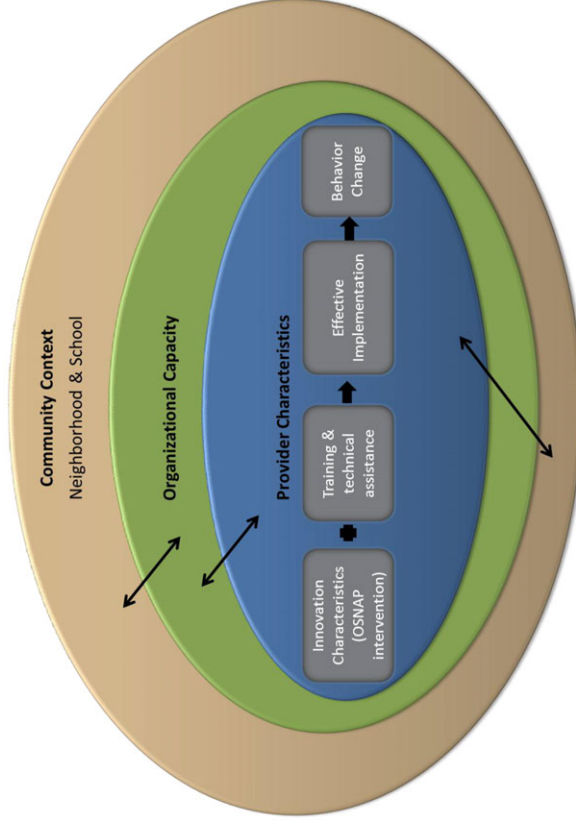 Community Context
Neighborhood & School
Organizational Capacity
Provider Characteristics
Innovation
Characteristics
(OSNAP
intervention)
Training &
technical
assistance
Effective
Implementation
Behavior
Change